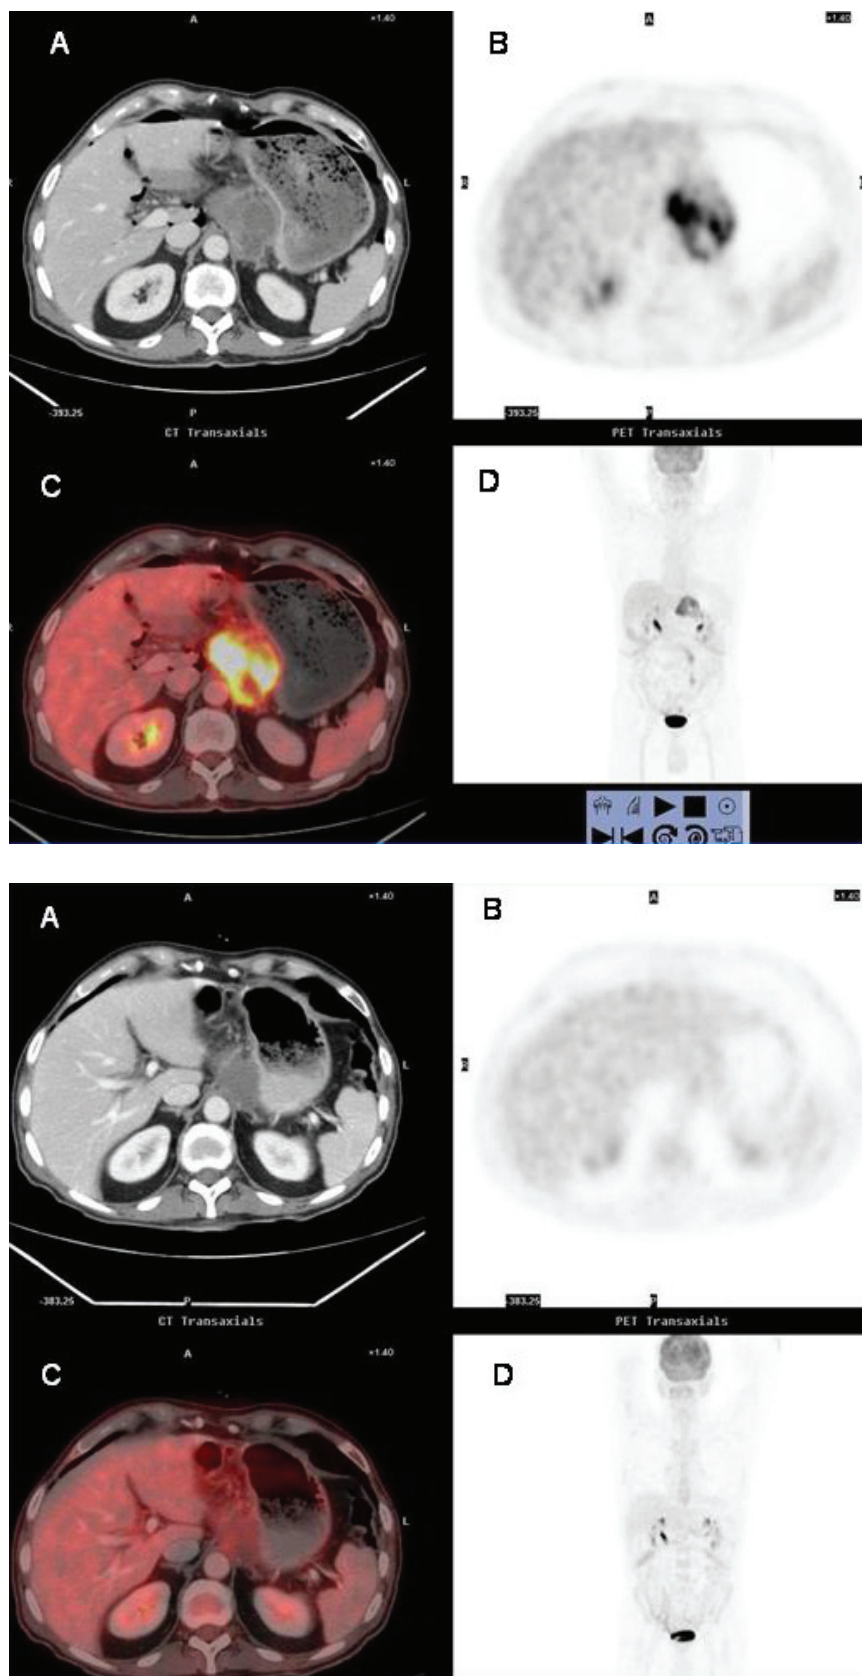 A ×1.40 A ×1.40
A B
R L
-393.25 P -393.25 P
CT Transaxials PET Transaxials
A ×1.40
C D
R L
A ×1.40 A ×1.40
A B
L
-383.25 P -383.25 P
CT Transaxials PET Transaxials
A ×1.40
C D
L